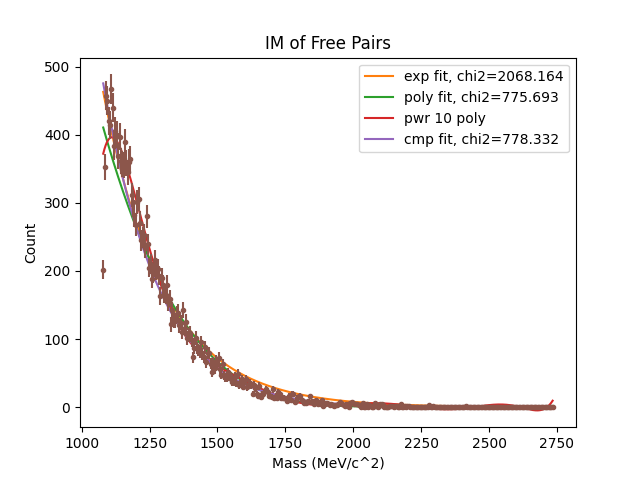 IM of Free Pairs
exp fit, chi2=2068.164
poly fit, chi2=775.693
pwr 10 poly
cmp fit, chi2=778.332
Count
500
400
300
200
100
0
1000 1250 1500 1750 2000 2250 2500 2750
Mass (MeV/c^2)